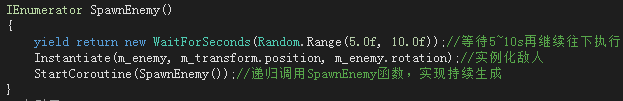 IEnumerator SpawnEnemy()
{
yield return new WaitForSeconds(Random.Range(5.0f, 10.0f));//等待5~10s再继续往下执行
Instantiate(m_enemy, m_transform.position, m_enemy.rotation);//实例化敌人
StartCoroutine(SpawnEnemy());//递归调用SpawnEnemy函数，实现持续生成
}